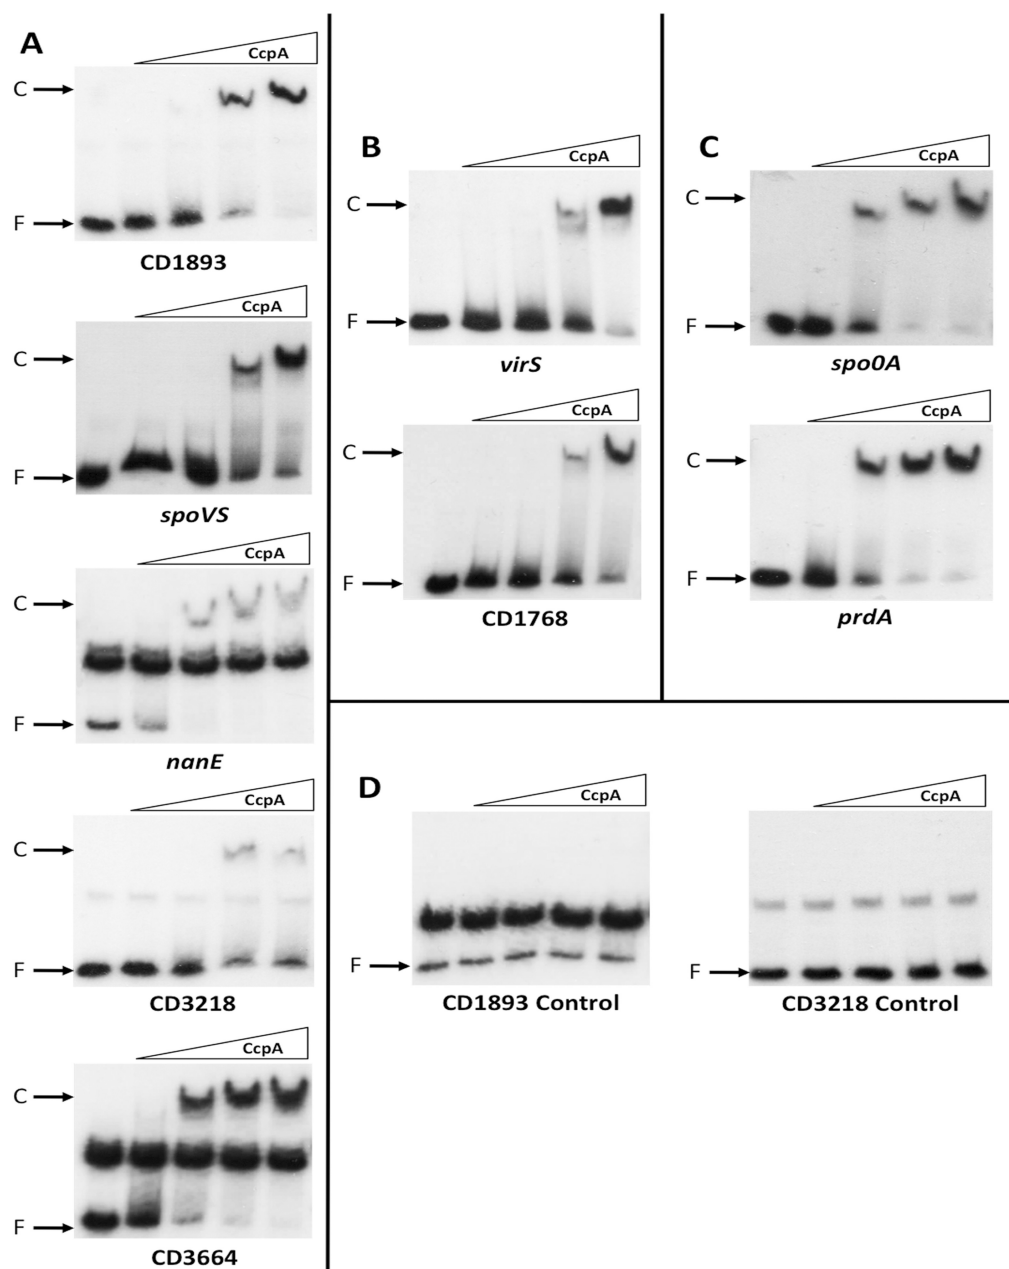 A
CcpA
C
F
CD1893
CcpA
C
F
spoVS
CcpA
C
F
nanE
CcpA
C
F
CD3218
CcpA
C
F
CD3664
B
CcpA
C
F
virS
CcpA
C
F
CD1768
C
CcpA
C
F
spo0A
CcpA
C
F
prdA
D
CcpA
F
CD1893 Control
CcpA
F
CD3218 Control